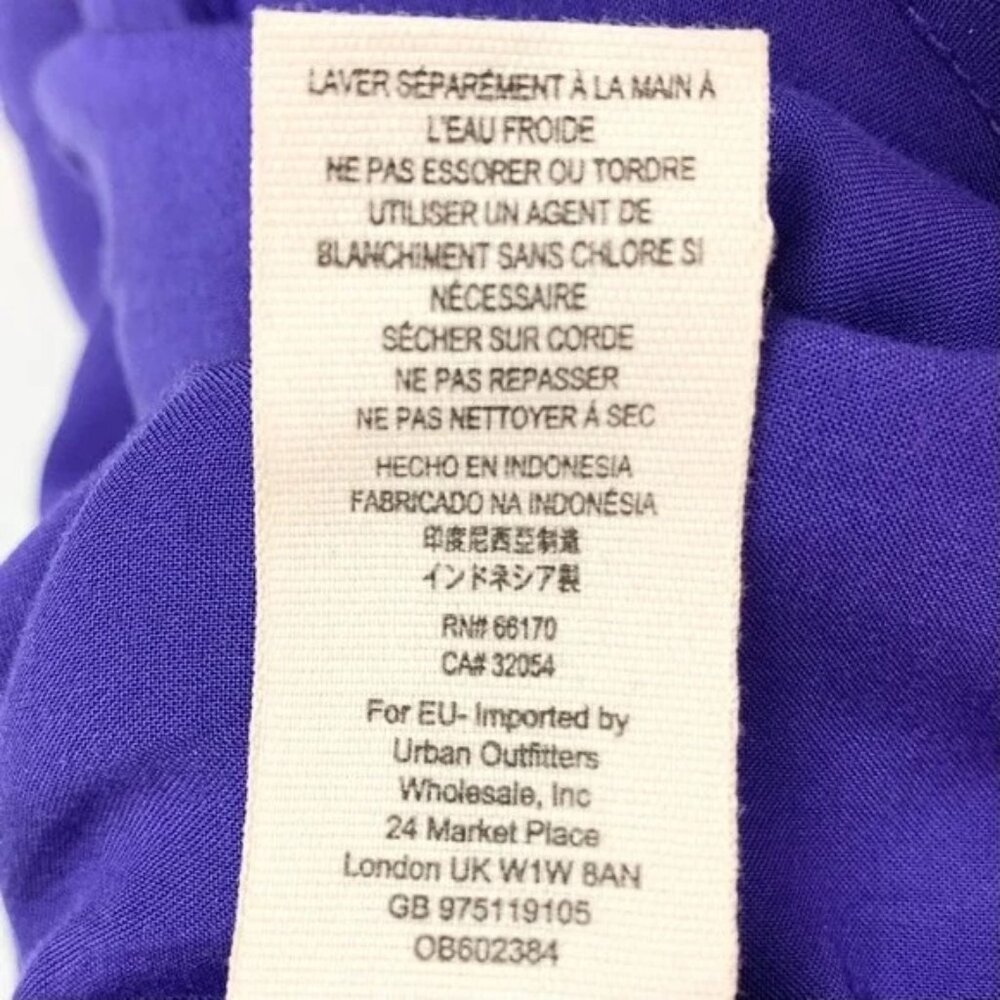 LAVER SÉPARÉMENT À LA MAIN À
L'EAU FROIDE
NE PAS ESSORER OU TORDRE
UTILISER UN AGENT DE
BLANCHIMENT SANS CHLORE SI
NÉCESSAIRE
SÉCHER SUR CORDE
NE PAS REPASSER
NE PAS NETTOYER À SEC
HECHO EN INDONESIA
FABRICADO NA INDONÉSIA
印度尼西亞制造
インドネシア製
RN# 66170
CA# 32054
For EU- Imported by
Urban Outfitters
Wholesale, Inc
24 Market Place
London UK W1W 8AN
GB 975119105
OB602384